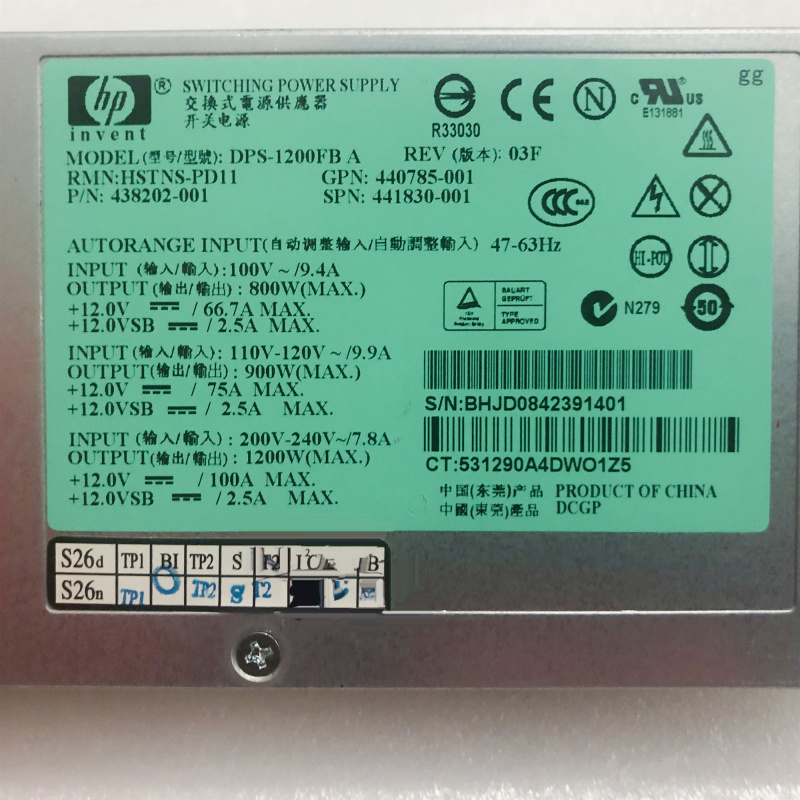 hp
®
invent
SWITCHING POWER SUPPLY
交換式電源供應器
开关电源
R33030
CE
N
c UL® US
E131881
gg
MODEL(型号/型號): DPS-1200FB A REV (版本): 03F
RMN:HSTNS-PD11 GPN: 440785-001
P/N: 438202-001 SPN: 441830-001
CCC
AUTORANGE INPUT(自动调整输入/自動調整輸入) 47-63Hz
INPUT (输入/輸入):100V ~ /9.4A
OUTPUT (输出/輸出): 800W(MAX.)
+12.0V / 66.7A MAX.
+12.0VSB / 2.5A MAX.
HI-POT
BAUART
GEPRÜFT
TYPE
APPROVED
N279
50
INPUT (输入/輸入): 110V-120V ~ /9.9A
OUTPUT(输出/輸出): 900W(MAX.)
+12.0V / 75A MAX.
+12.0VSB / 2.5A MAX.
S/N:BHJD0842391401
INPUT (输入/輸入) : 200V-240V~/7.8A
OUTPUT(输出/輸出) : 1200W(MAX.)
+12.0V / 100A MAX.
+12.0VSB / 2.5A MAX.
CT:531290A4DWO1Z5
中国(东莞)产品 PRODUCT OF CHINA
中國(東莞)產品 DCGP
S26d TP1 BI TP2 S B
S26n TP1 TP2 8 T2